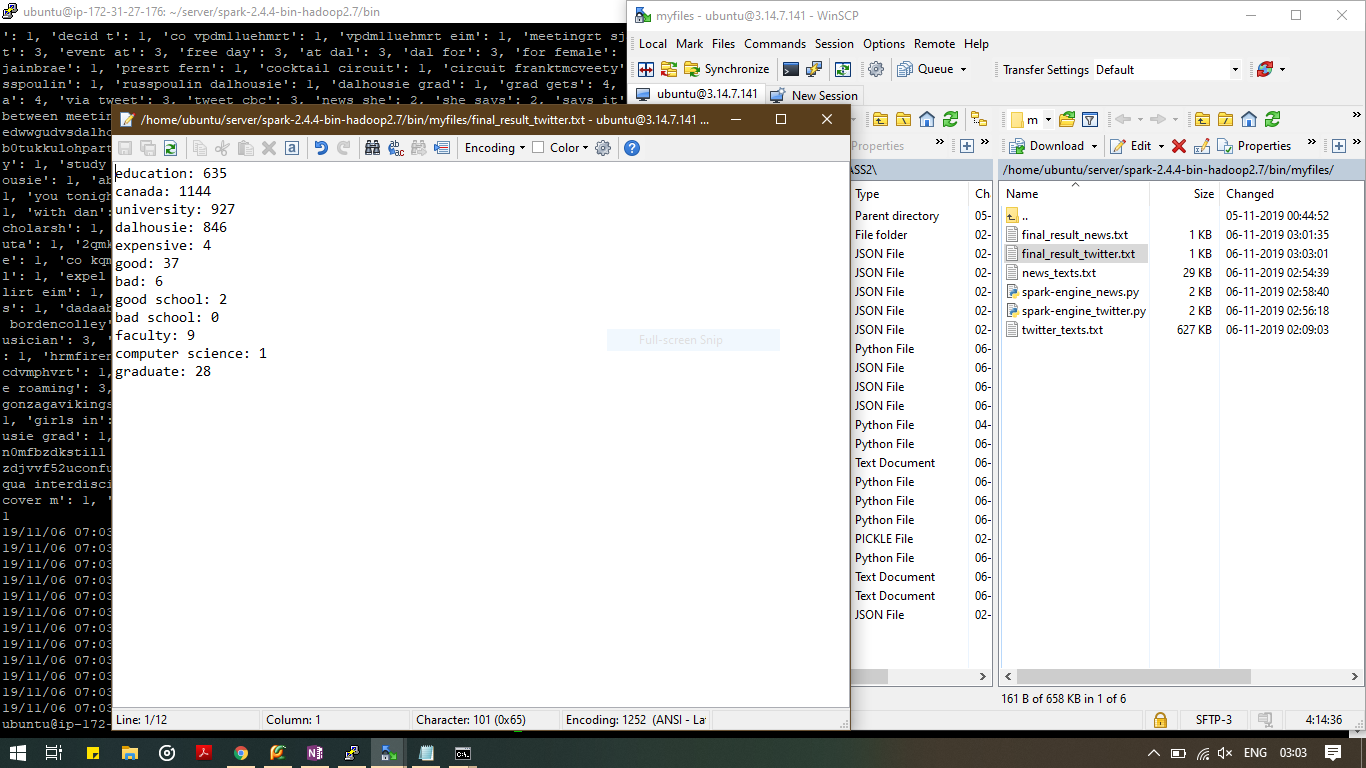 ubuntu@ip-172-31-27-176: ~/server/spark-2.4.4-bin-hadoop2.7/bin
': 1, 'decid t': 1, 'co vpdmlluehmrt': 1, 'vpdmlluehmrt eim': 1, 'meetingrt sj
t': 3, 'event at': 3, 'free day': 3, 'at dal': 3, 'dal for': 3, 'for female':
jainbrae': 1, 'presrt fern': 1, 'cocktail circuit': 1, 'circuit franktmcveety'
sspoulin': 1, 'russpoulin dalhousie': 1, 'dalhousie grad': 1, 'grad gets': 4,
a': 4, 'via tweet': 3, 'tweet cbc': 3, 'news she': 2, 'she says': 2, 'says it'
between meetin
edwwgudvsdalho
b0tukkulohpart
y': 1, 'study
ousie': 1, 'ab
1, 'you tonigh
1, 'with dan':
cholarsh': 1,
uta': 1, '2qmk
e': 1, 'co kqm
l': 1, 'expel
lirt eim': 1,
s': 1, 'dadaab
bordencolley'
usician': 3, '
: 1, 'hrmfiren
cdvmphvrt': 1,
e roaming': 3,
gonzagavikings
1, 'girls in':
usie grad': 1,
n0mfbzdkstill
zdjvvf52uconfu
qua interdisci
cover m': 1, '
1
19/11/06 07:03
19/11/06 07:03
19/11/06 07:03
19/11/06 07:03
19/11/06 07:03
19/11/06 07:03
19/11/06 07:03
19/11/06 07:03
19/11/06 07:03
19/11/06 07:03
19/11/06 07:03
19/11/06 07:03
ubuntu@ip-172-
/home/ubuntu/server/spark-2.4.4-bin-hadoop2.7/bin/myfiles/final_result_twitter.txt - ubuntu@3.14.7.141 ...
Encoding Color
education: 635
canada: 1144
university: 927
dalhousie: 846
expensive: 4
good: 37
bad: 6
good school: 2
bad school: 0
faculty: 9
computer science: 1
graduate: 28
Full-screen Snip
Line: 1/12 Column: 1 Character: 101 (0x65) Encoding: 1252 (ANSI - La
myfiles - ubuntu@3.14.7.141 - WinSCP
Local Mark Files Commands Session Options Remote Help
Synchronize Queue Transfer Settings Default
ubuntu@3.14.7.141 New Session
m
Properties » Download Edit Properties »
ASS2\ /home/ubuntu/server/spark-2.4.4-bin-hadoop2.7/bin/myfiles/
Type Ch
Parent directory 05-
File folder 02-
JSON File 02-
JSON File 02-
JSON File 02-
JSON File 02-
JSON File 02-
Python File 06-
JSON File 06-
JSON File 06-
JSON File 06-
Python File 04-
Python File 06-
Text Document 06-
Python File 06-
Python File 06-
Python File 06-
PICKLE File 02-
Python File 06-
Text Document 06-
Text Document 06-
JSON File 02-
Name Size Changed
.. 05-11-2019 00:44:52
final_result_news.txt 1 KB 06-11-2019 03:01:35
final_result_twitter.txt 1 KB 06-11-2019 03:03:01
news_texts.txt 29 KB 06-11-2019 02:54:39
spark-engine_news.py 2 KB 06-11-2019 02:58:40
spark-engine_twitter.py 2 KB 06-11-2019 02:56:18
twitter_texts.txt 627 KB 06-11-2019 02:09:03
161 B of 658 KB in 1 of 6
SFTP-3 4:14:36
ENG 03:03